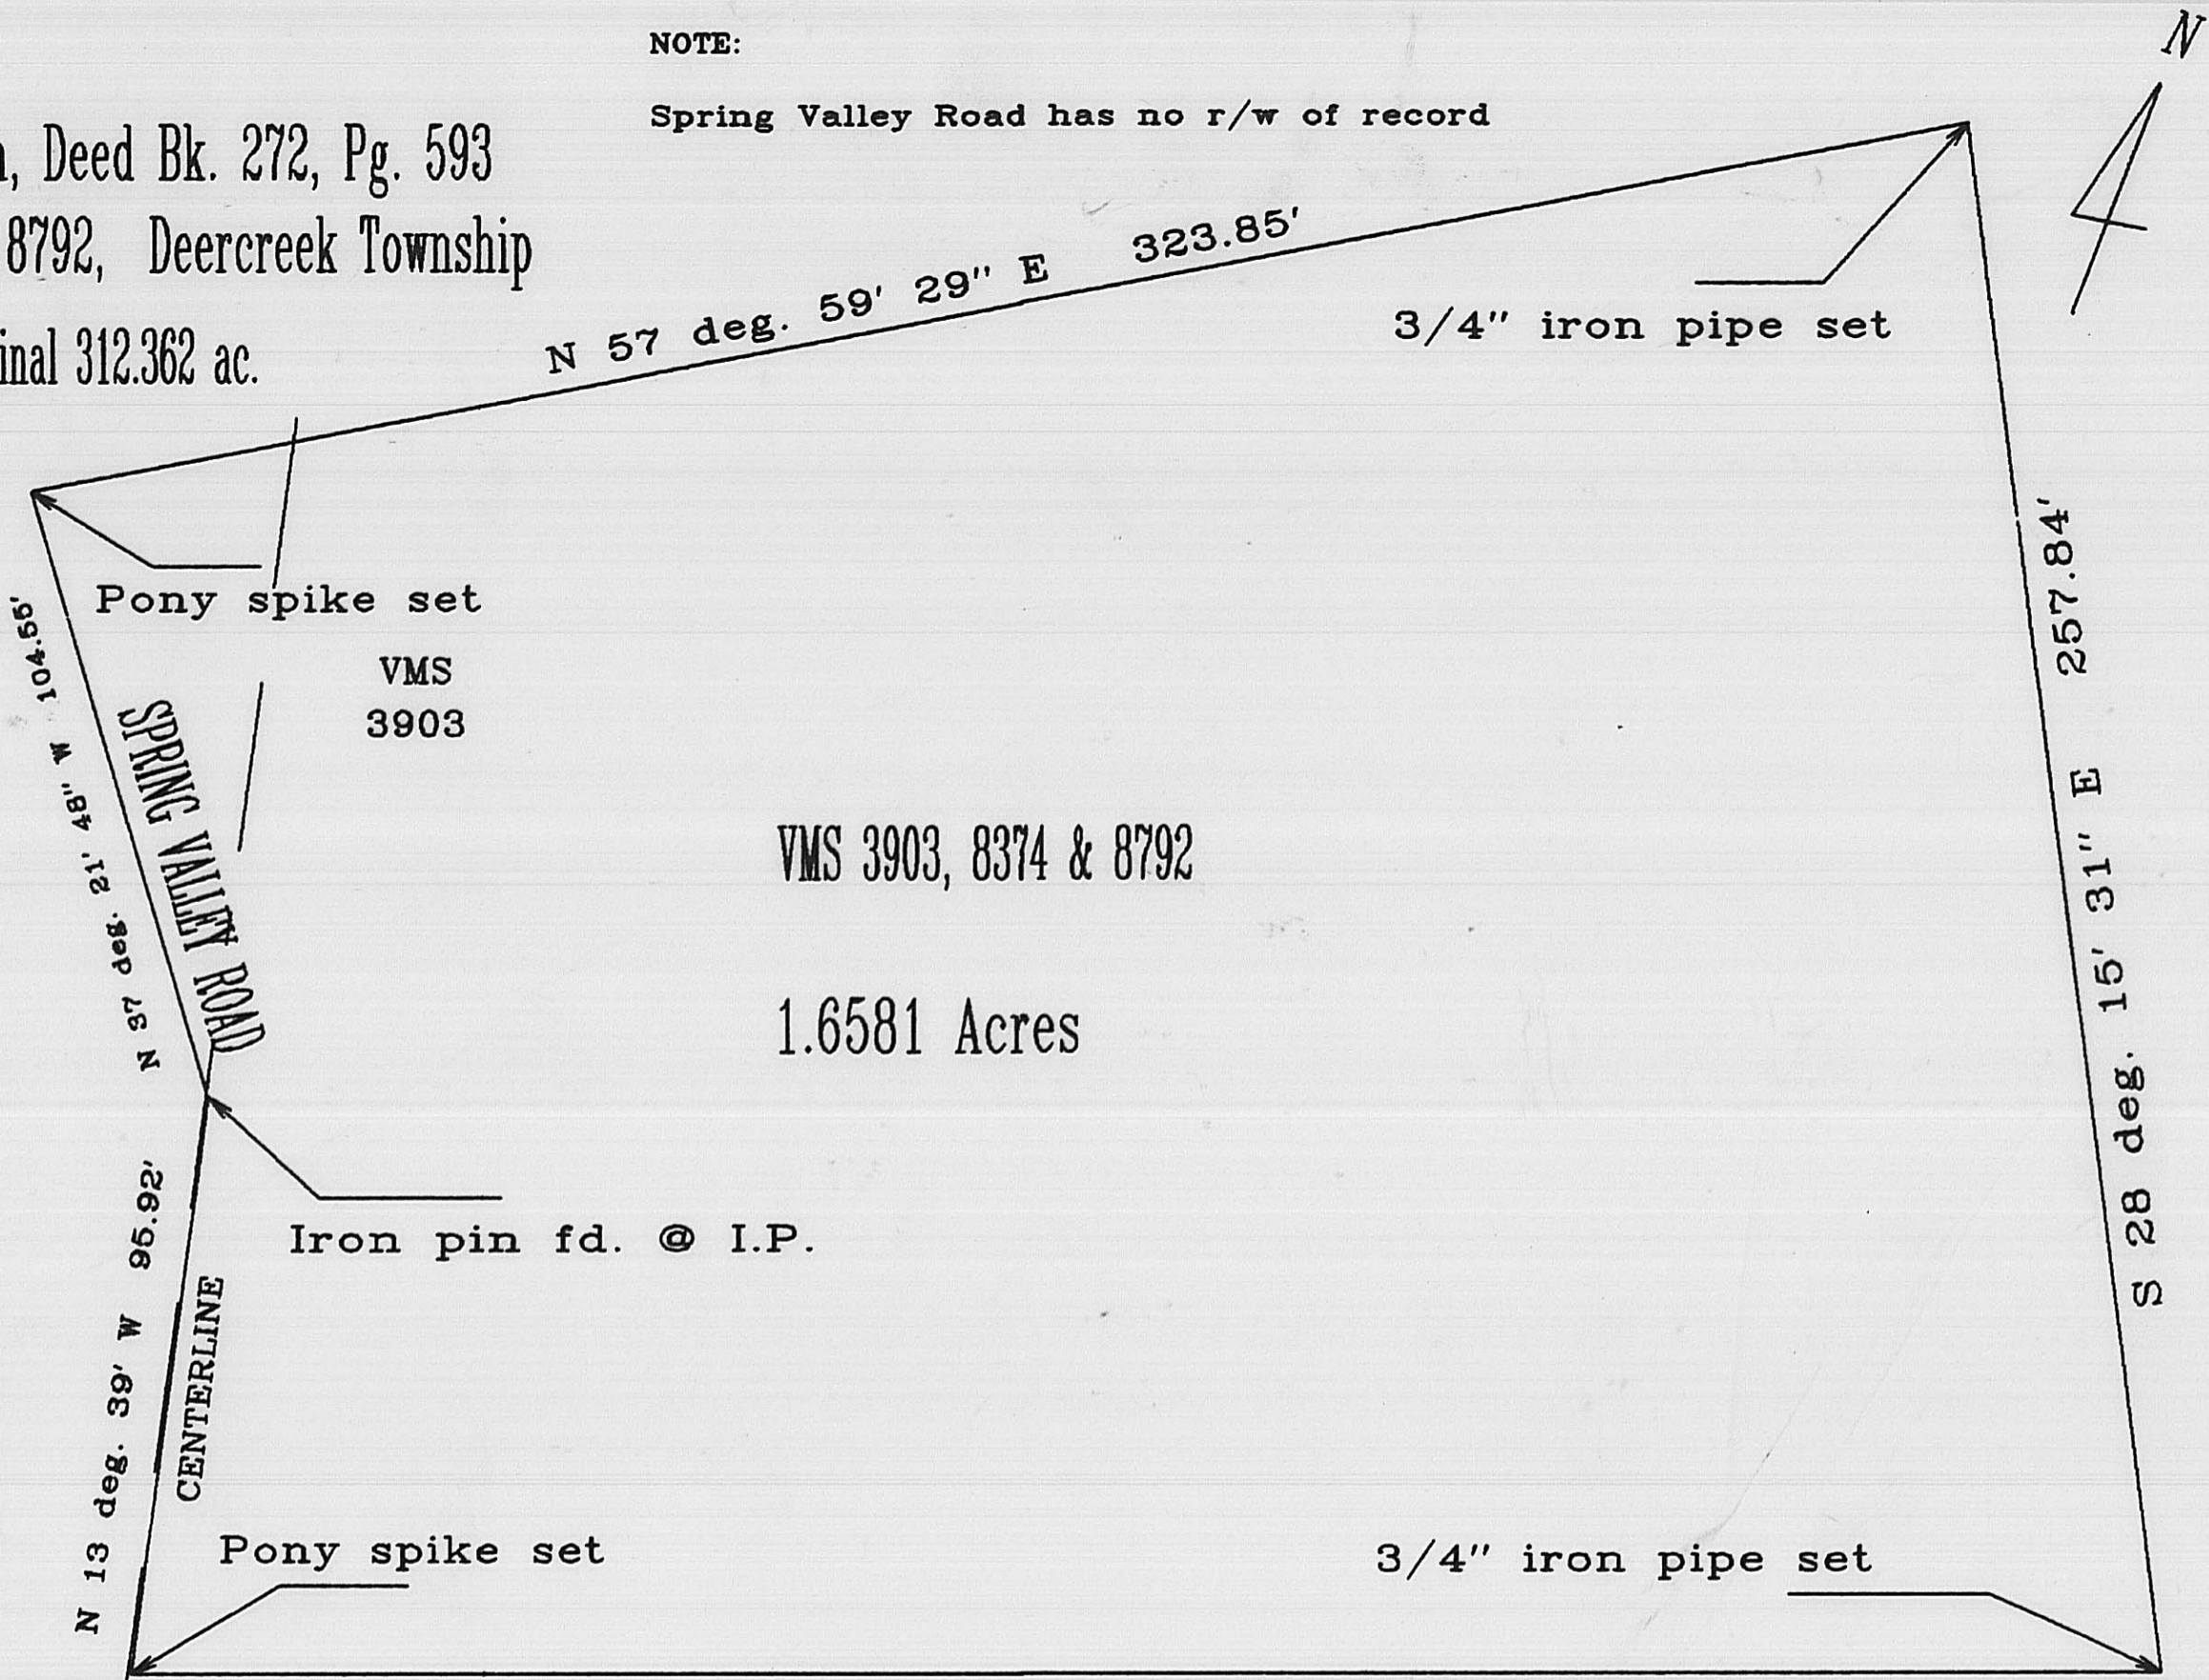 N
NOTE:
Spring Valley Road has no r/w of record
, Deed Bk. 272, Pg. 593
8792, Deercreek Township
inal 312.362 ac.
N 57 deg. 59' 29" E 323.85'
3/4" iron pipe set
Pony spike set
VMS
3903
N 37 deg. 21' 48" W 104.55'
SPRING VALLEY ROAD
S 28 deg. 15' 31" E 257.84'
VMS 3903, 8374 & 8792
1.6581 Acres
Iron pin fd. @ I.P.
N 13 deg. 39' W 95.92'
CENTERLINE
Pony spike set
3/4" iron pipe set